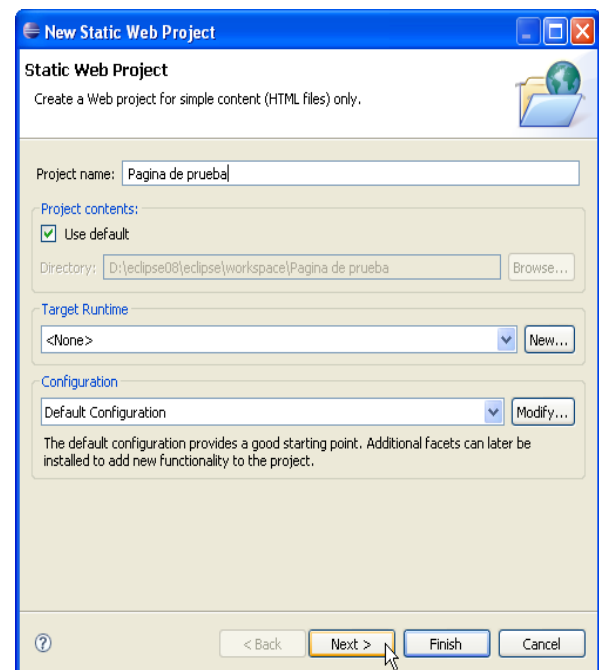 New Static Web Project
Static Web Project
Create a Web project for simple content (HTML files) only.
Project name: Pagina de prueba
Project contents:
Use default
Directory: D:\eclipse08\eclipse\workspace\Pagina de prueba Browse...
Target Runtime
<None> New...
Configuration
Default Configuration Modify...
The default configuration provides a good starting point. Additional facets can later be
installed to add new functionality to the project.
? < Back Next > Finish Cancel